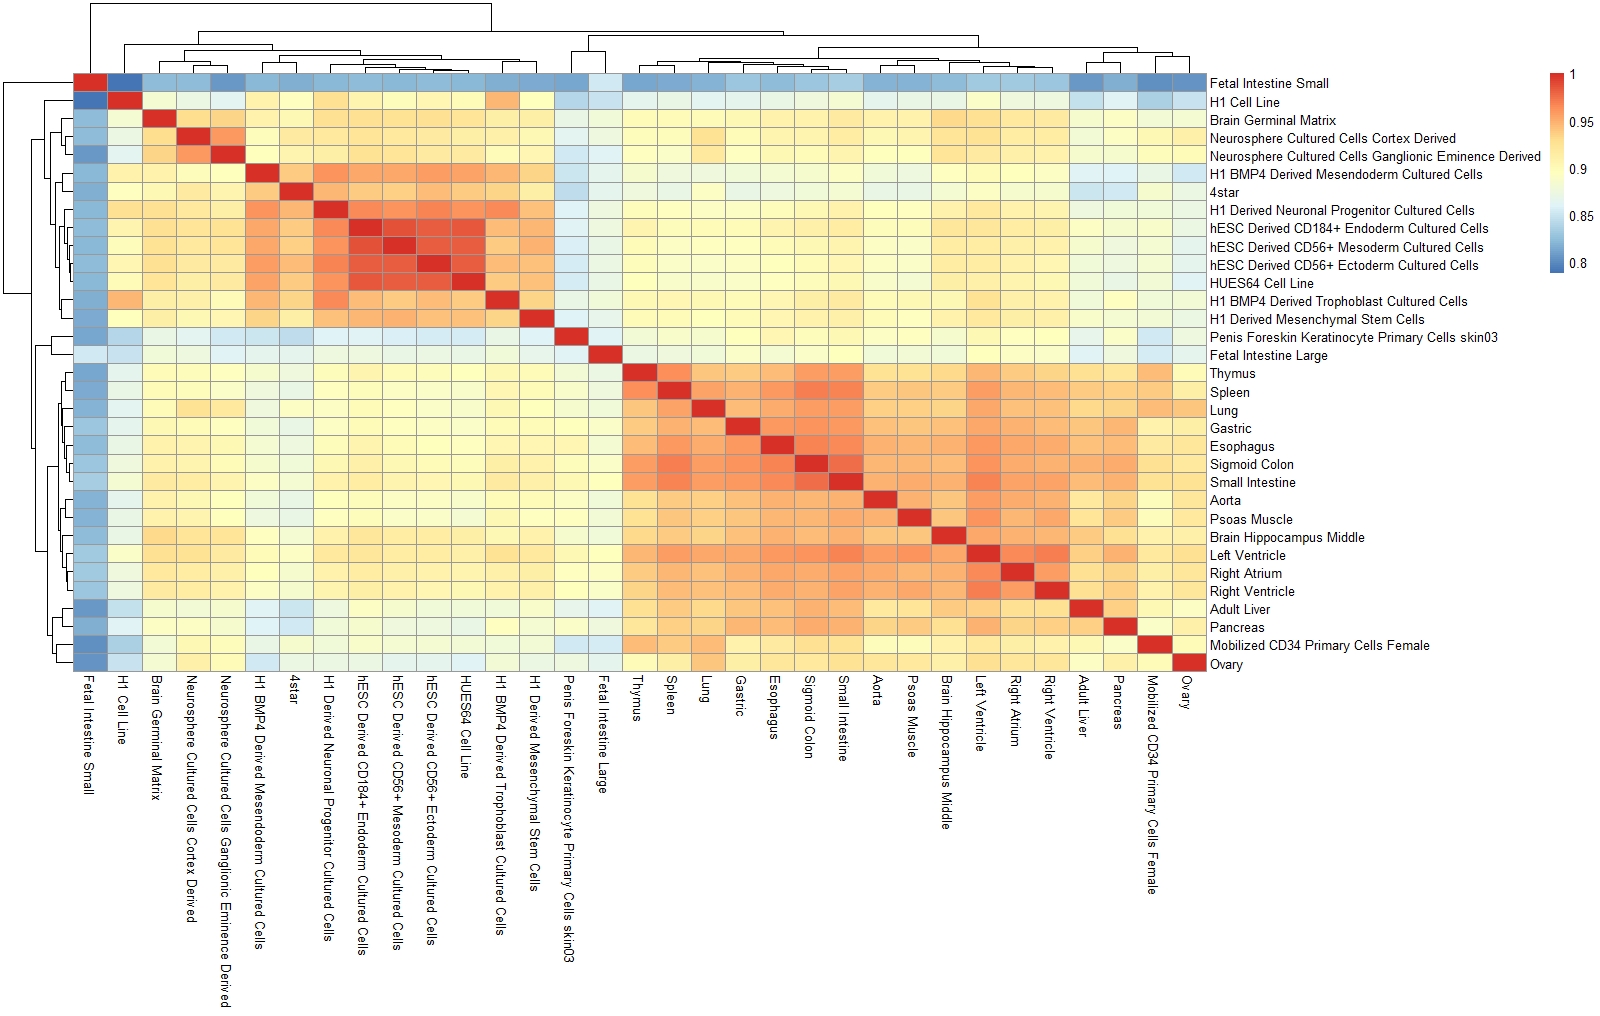 1
0.95
0.9
0.85
0.8
Fetal Intestine Small
H1 Cell Line
Brain Germinal Matrix
Neurosphere Cultured Cells Cortex Derived
Neurosphere Cultured Cells Ganglionic Eminence Derived
H1 BMP4 Derived Mesendoderm Cultured Cells
4star
H1 Derived Neuronal Progenitor Cultured Cells
hESC Derived CD184+ Endoderm Cultured Cells
hESC Derived CD56+ Mesoderm Cultured Cells
hESC Derived CD56+ Ectoderm Cultured Cells
HUES64 Cell Line
H1 BMP4 Derived Trophoblast Cultured Cells
H1 Derived Mesenchymal Stem Cells
Penis Foreskin Keratinocyte Primary Cells skin03
Fetal Intestine Large
Thymus
Spleen
Lung
Gastric
Esophagus
Sigmoid Colon
Small Intestine
Aorta
Psoas Muscle
Brain Hippocampus Middle
Left Ventricle
Right Atrium
Right Ventricle
Adult Liver
Pancreas
Mobilized CD34 Primary Cells Female
Ovary
Fetal Intestine Small
H1 Cell Line
Brain Germinal Matrix
Neurosphere Cultured Cells Cortex Derived
Neurosphere Cultured Cells Ganglionic Eminence Derived
H1 BMP4 Derived Mesendoderm Cultured Cells
4star
H1 Derived Neuronal Progenitor Cultured Cells
hESC Derived CD184+ Endoderm Cultured Cells
hESC Derived CD56+ Mesoderm Cultured Cells
hESC Derived CD56+ Ectoderm Cultured Cells
HUES64 Cell Line
H1 BMP4 Derived Trophoblast Cultured Cells
H1 Derived Mesenchymal Stem Cells
Penis Foreskin Keratinocyte Primary Cells skin03
Fetal Intestine Large
Thymus
Spleen
Lung
Gastric
Esophagus
Sigmoid Colon
Small Intestine
Aorta
Psoas Muscle
Brain Hippocampus Middle
Left Ventricle
Right Atrium
Right Ventricle
Adult Liver
Pancreas
Mobilized CD34 Primary Cells Female
Ovary